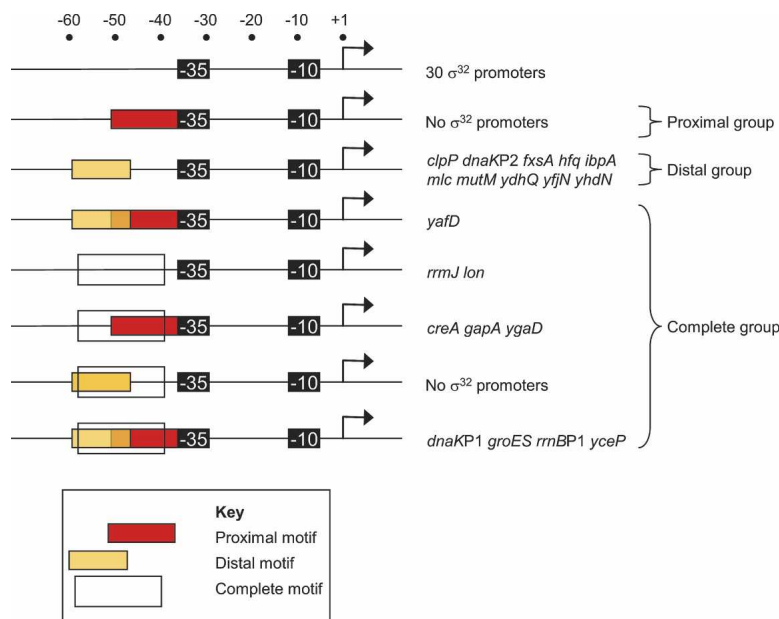 -60 -50 -40 -30 -20 -10 +1
-35 -10 30 σ³² promoters
-35 -10 No σ³² promoters Proximal group
-35 -10 clpP dnaKP2 fxsA hfq ibpA
mlc mutM ydhQ yfjN yhdN Distal group
-35 -10 yafD
-35 -10 rrmJ lon
-35 -10 creA gapA ygaD Complete group
-35 -10 No σ³² promoters
-35 -10 dnaKP1 groES rrnBP1 yceP
Key
Proximal motif
Distal motif
Complete motif